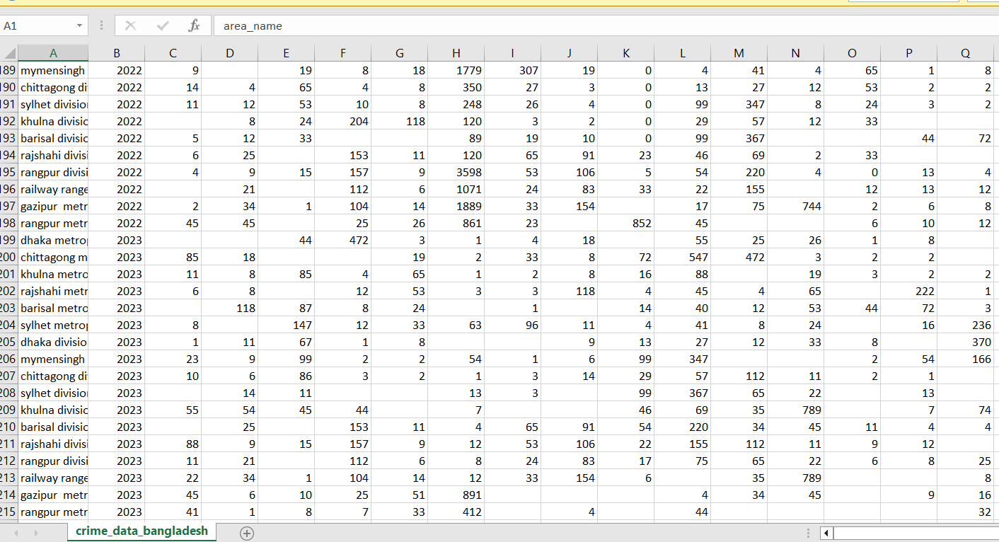 A1 fx area_name
A B C D E F G H I J K L M N O P Q
189 mymensingh 2022 9 19 8 18 1779 307 19 0 4 41 4 65 1 8
190 chittagong di 2022 14 4 65 4 8 350 27 3 0 13 27 12 53 2 2
191 sylhet division 2022 11 12 53 10 8 248 26 4 0 99 347 8 24 3 2
192 khulna divisio 2022 8 24 204 118 120 3 2 0 29 57 12 33
193 barisal divisio 2022 5 12 33 89 19 10 0 99 367 44 72
194 rajshahi divisi 2022 6 25 153 11 120 65 91 23 46 69 2 33
195 rangpur divisi 2022 4 9 15 157 9 3598 53 106 5 54 220 4 0 13 4
196 railway range 2022 21 112 6 1071 24 83 33 22 155 12 13 12
197 gazipur metr 2022 2 34 1 104 14 1889 33 154 17 75 744 2 6 8
198 rangpur metr 2022 45 45 25 26 861 23 852 45 6 10 12
199 dhaka metrop 2023 44 472 3 1 4 18 55 25 26 1 8
200 chittagong m 2023 85 18 19 2 33 8 72 547 472 3 2 2
201 khulna metro 2023 11 8 85 4 65 1 2 8 16 88 19 3 2 2
202 rajshahi metr 2023 6 8 12 53 3 3 118 4 45 4 65 222 1
203 barisal metro 2023 118 87 8 24 1 14 40 12 53 44 72 3
204 sylhet metrop 2023 8 147 12 33 63 96 11 4 41 8 24 16 236
205 dhaka divisio 2023 1 11 67 1 8 9 13 27 12 33 8 370
206 mymensingh 2023 23 9 99 2 2 54 1 6 99 347 2 54 166
207 chittagong di 2023 10 6 86 3 2 1 3 14 29 57 112 11 2 1
208 sylhet division 2023 14 11 13 3 99 367 65 22 13
209 khulna divisio 2023 55 54 45 44 7 46 69 35 789 7 74
210 barisal divisio 2023 25 153 11 4 65 91 54 220 34 45 11 4 4
211 rajshahi divisi 2023 88 9 15 157 9 12 53 106 22 155 112 11 9 12
212 rangpur divisi 2023 11 21 112 6 8 24 83 17 75 65 22 6 8 25
213 railway range 2023 22 34 1 104 14 12 33 154 6 35 789 8
214 gazipur metr 2023 45 6 10 25 51 891 4 34 45 9 16
215 rangpur metr 2023 41 1 8 7 33 412 4 44 32
crime_data_bangladesh